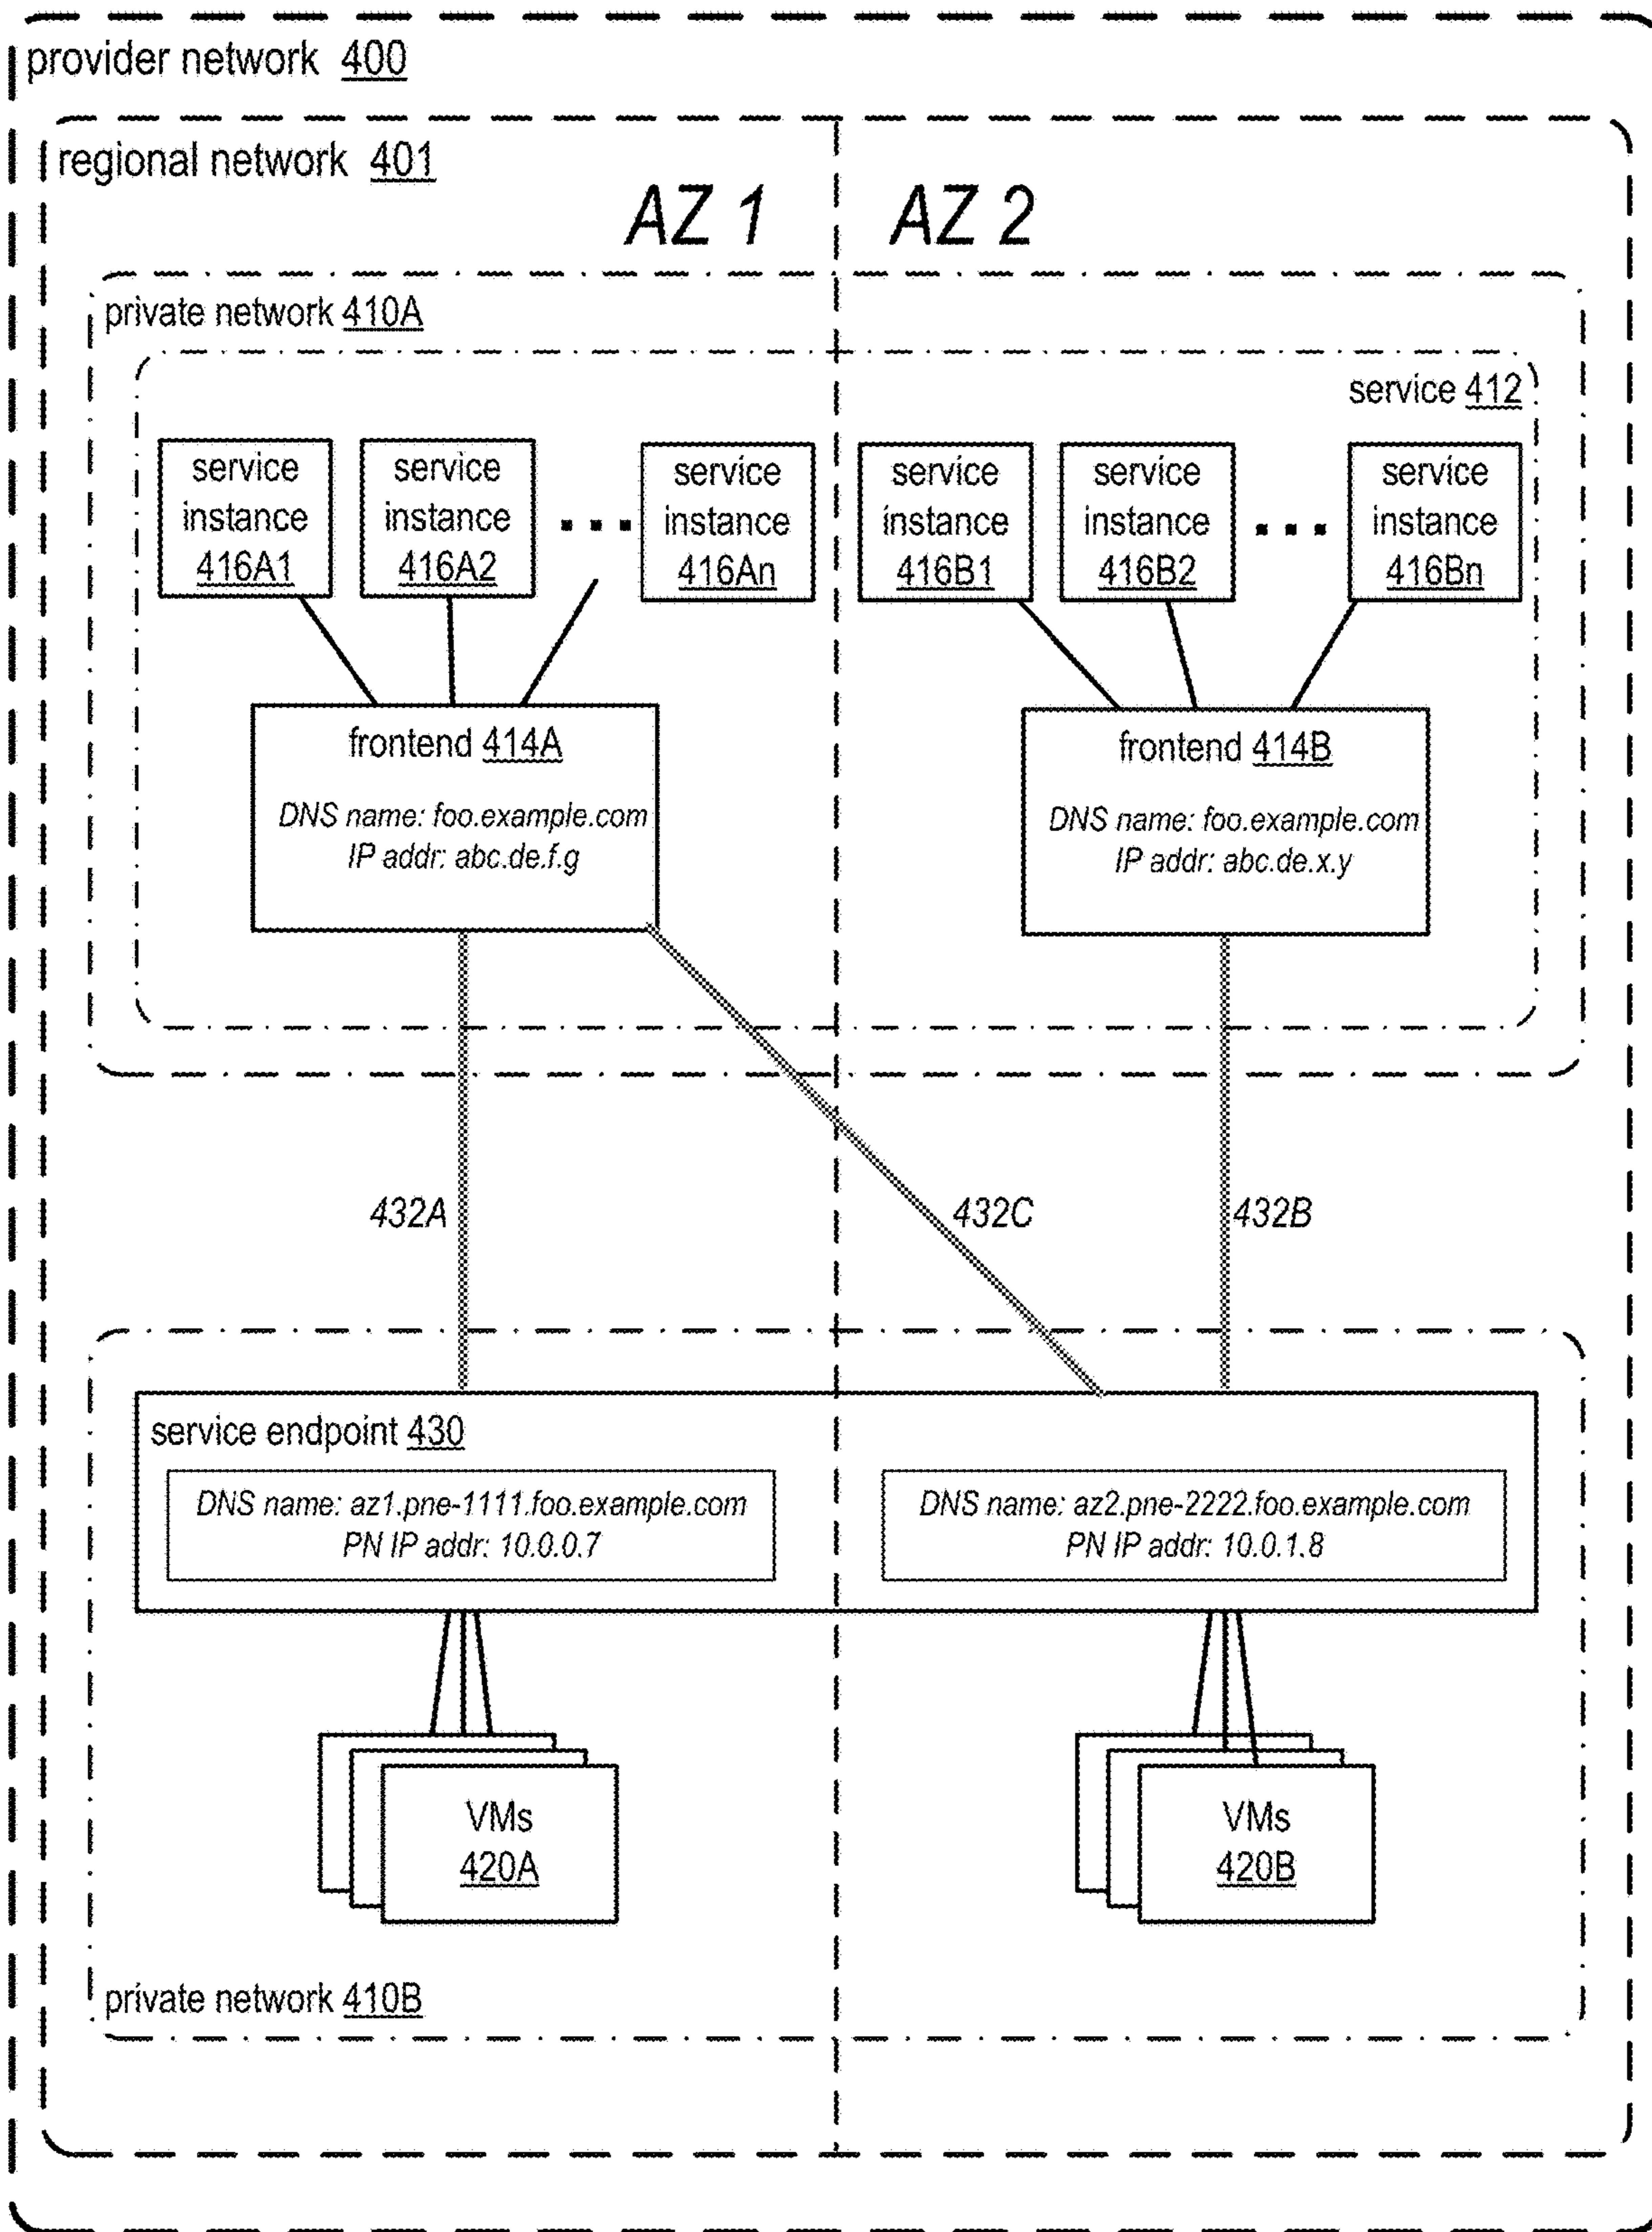 provider network 400
regional network 401
AZ 1 AZ 2
private network 410A
service 412
service
instance
416A1
service
instance
416A2
...
service
instance
416An
service
instance
416B1
service
instance
416B2
...
service
instance
416Bn
frontend 414A
DNS name: foo.example.com
IP addr: abc.de.f.g
frontend 414B
DNS name: foo.example.com
IP addr: abc.de.x.y
432A
432C
432B
service endpoint 430
DNS name: az1.pne-1111.foo.example.com
PN IP addr: 10.0.0.7
DNS name: az2.pne-2222.foo.example.com
PN IP addr: 10.0.1.8
VMs
420A
VMs
420B
private network 410B